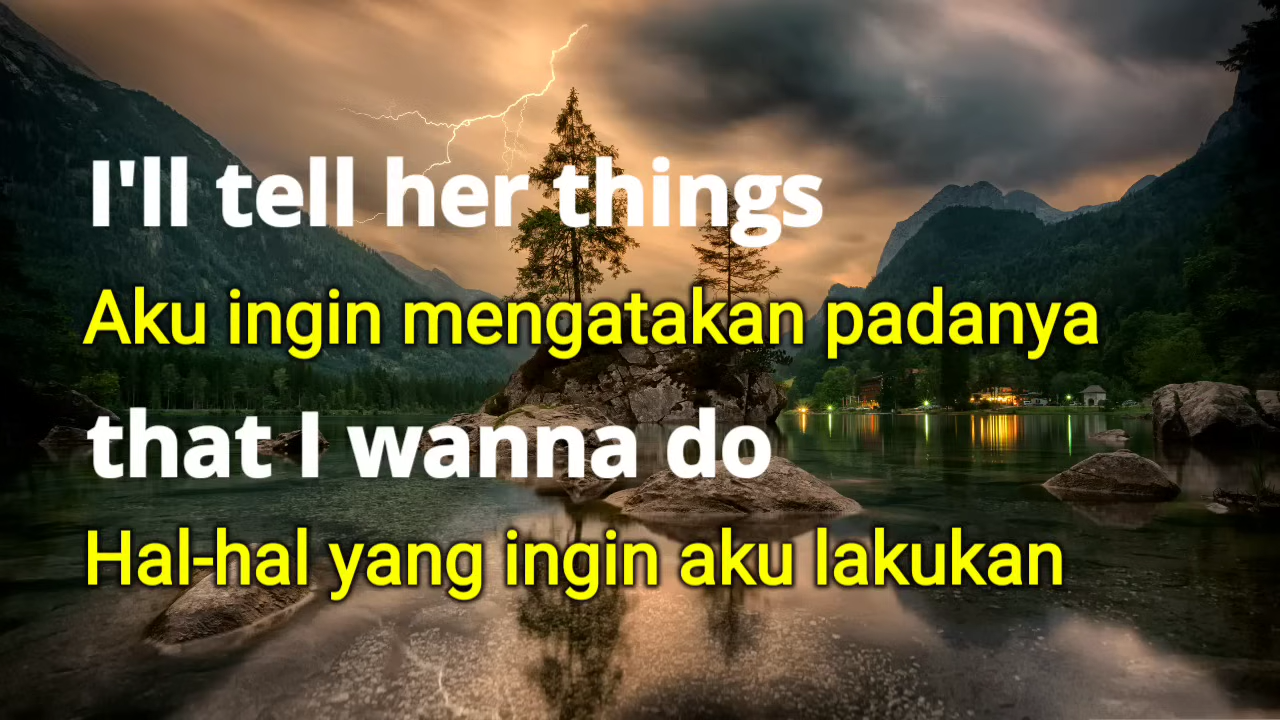 I'll tell her things
Aku ingin mengatakan padanya
that I wanna do
Hal-hal yang ingin aku lakukan